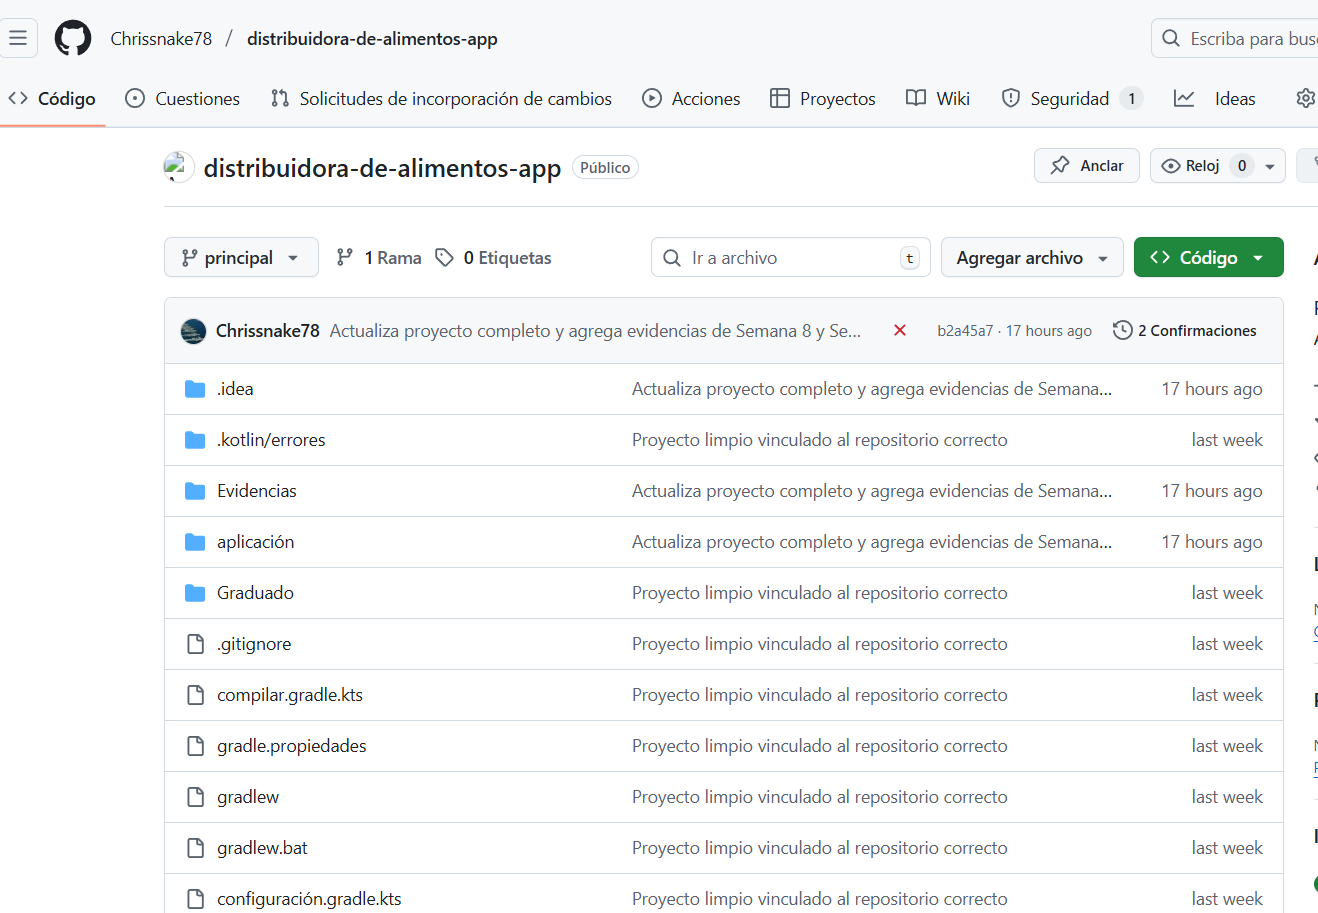 Chrissnake78 / distribuidora-de-alimentos-app
Escriba para bus
Código Cuestiones Solicitudes de incorporación de cambios Acciones Proyectos Wiki Seguridad 1 Ideas
distribuidora-de-alimentos-app Público Anclar Reloj 0
principal 1 Rama 0 Etiquetas Ir a archivo t Agregar archivo Código
Chrissnake78 Actualiza proyecto completo y agrega evidencias de Semana 8 y Se... b2a45a7 · 17 hours ago 2 Confirmaciones
.idea Actualiza proyecto completo y agrega evidencias de Semana... 17 hours ago
.kotlin/errores Proyecto limpio vinculado al repositorio correcto last week
Evidencias Actualiza proyecto completo y agrega evidencias de Semana... 17 hours ago
aplicación Actualiza proyecto completo y agrega evidencias de Semana... 17 hours ago
Graduado Proyecto limpio vinculado al repositorio correcto last week
.gitignore Proyecto limpio vinculado al repositorio correcto last week
compilar.gradle.kts Proyecto limpio vinculado al repositorio correcto last week
gradle.propiedades Proyecto limpio vinculado al repositorio correcto last week
gradlew Proyecto limpio vinculado al repositorio correcto last week
gradlew.bat Proyecto limpio vinculado al repositorio correcto last week
configuración.gradle.kts Proyecto limpio vinculado al repositorio correcto last week